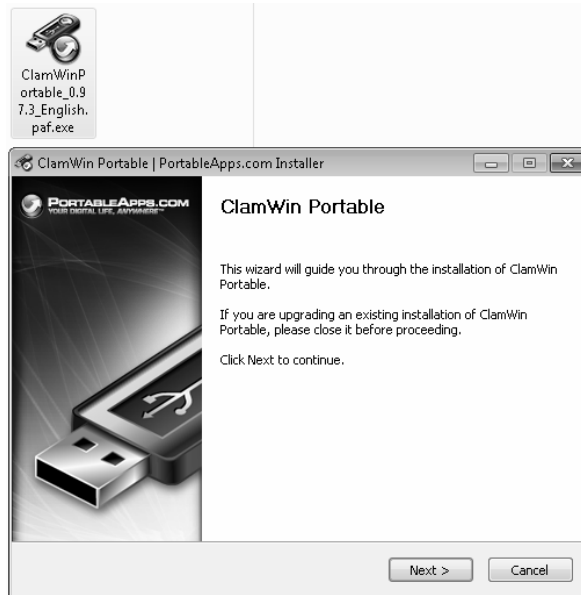 ClamWinP
ortable_0.9
7.3_English.
paf.exe
ClamWin Portable | PortableApps.com Installer
PORTABLEAPPS.COM
YOUR DIGITAL LIFE, ANYWHERE™
ClamWin Portable
This wizard will guide you through the installation of ClamWin
Portable.
If you are upgrading an existing installation of ClamWin
Portable, please close it before proceeding.
Click Next to continue.
Next >
Cancel